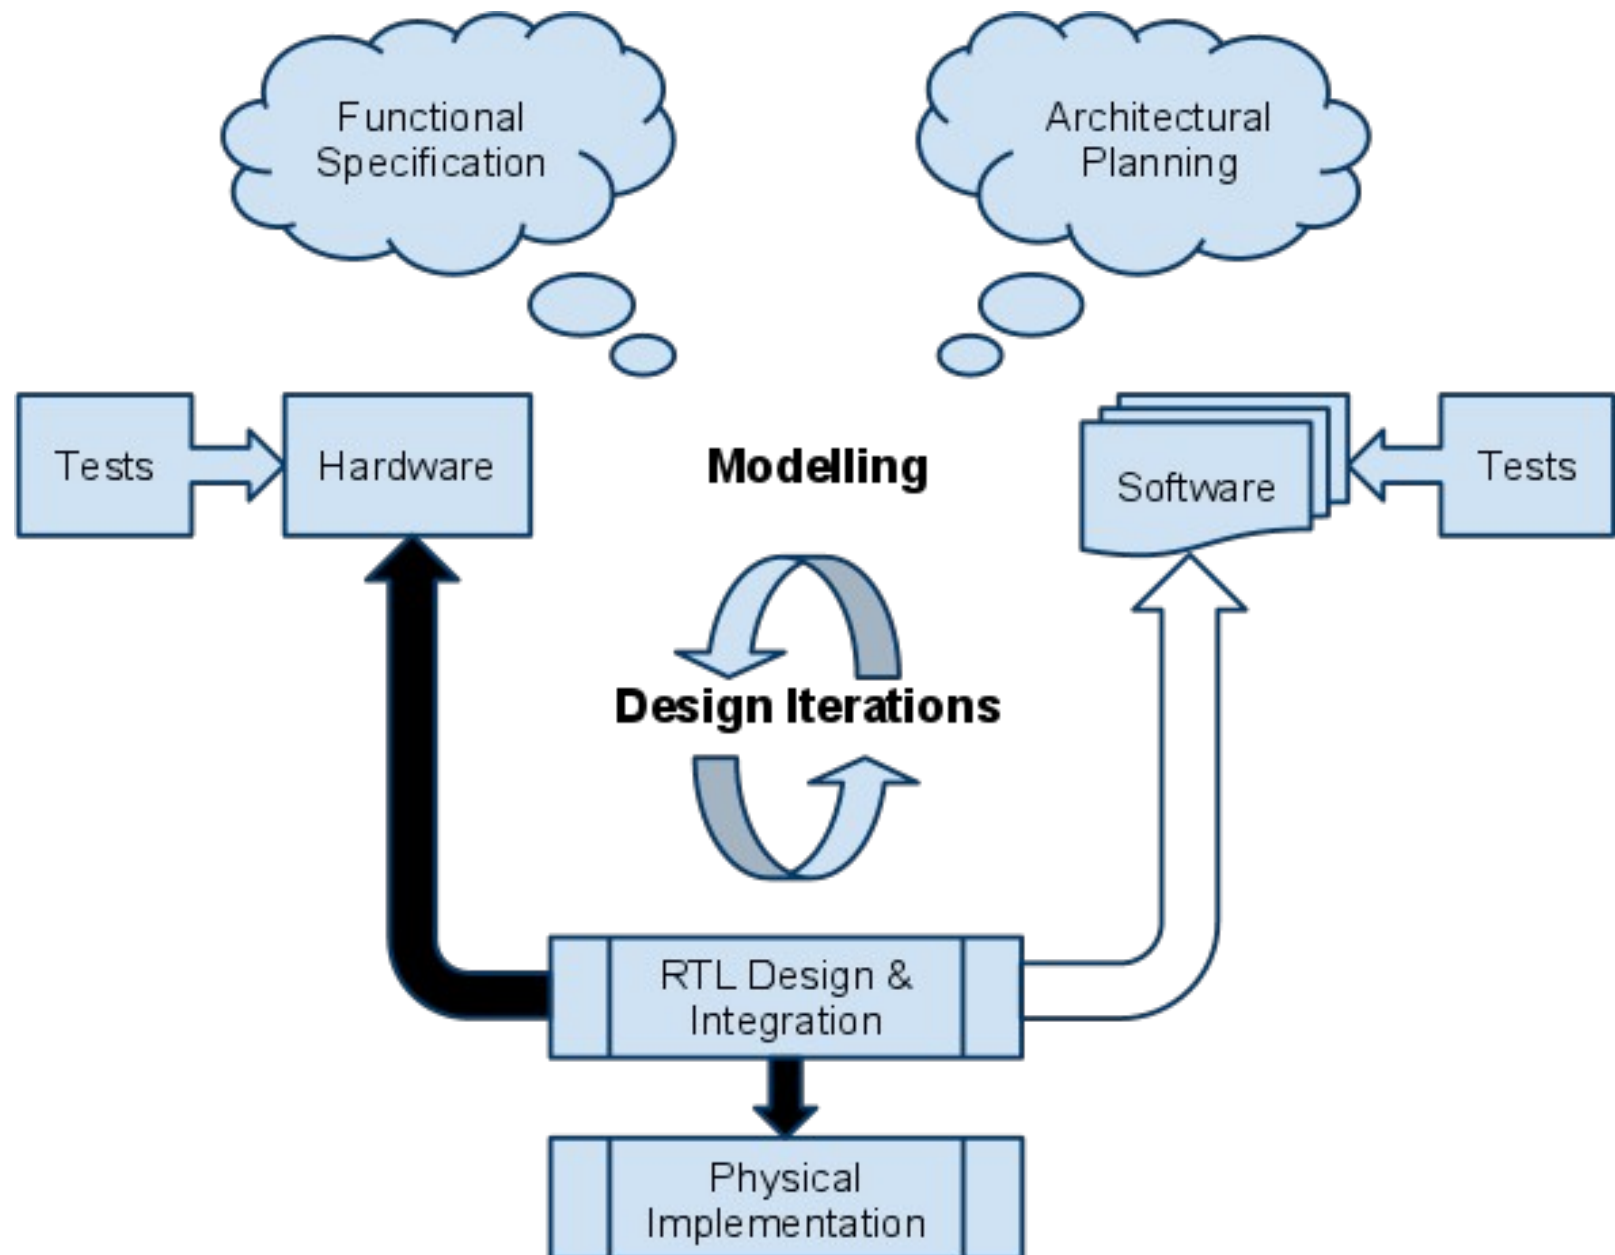 Functional
Specification
Architectural
Planning
Tests
Hardware
Modelling
Software
Tests
Design Iterations
RTL Design &
Integration
Physical
Implementation